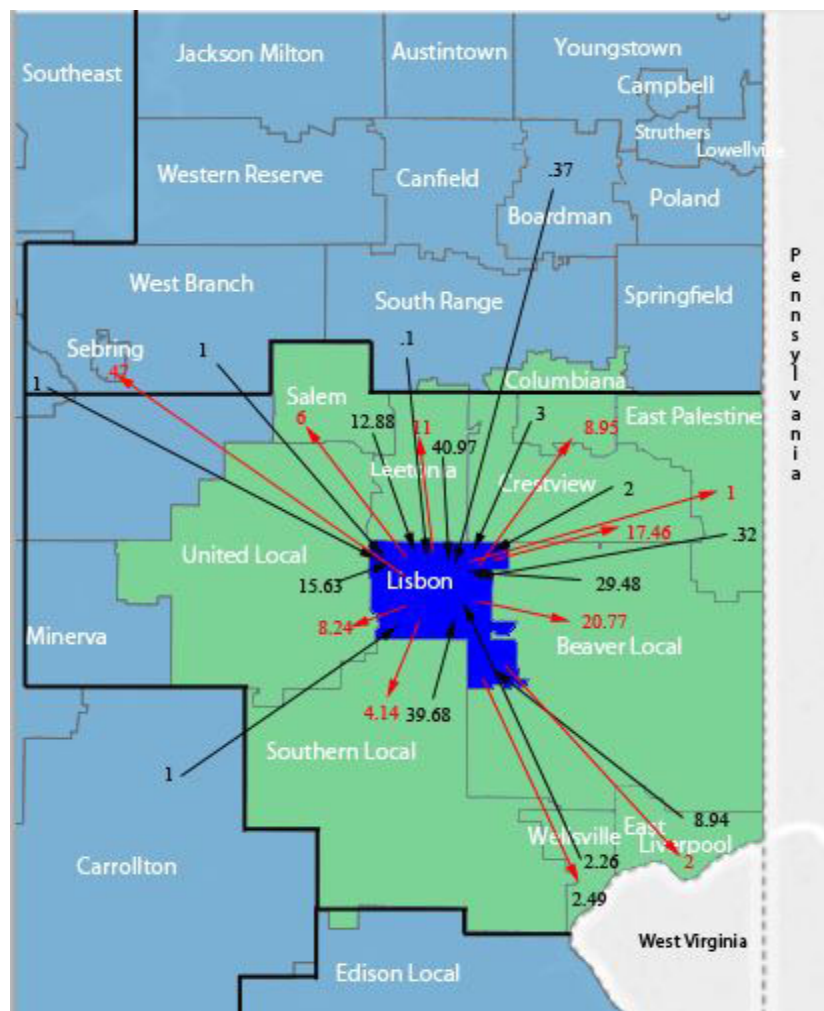 Southeast
Jackson Milton
Austintown
Youngstown
Campbell
Struthers
Lowellville
Western Reserve
Canfield
.37
Boardman
Poland
Pennsylvania
West Branch
South Range
Springfield
Sebring
47
1
1
.1
Salem
6
12.88
11
40.97
Columbiana
3
8.95
East Palestine
Leetonia
Crestview
2
1
17.46
.32
United Local
15.63
Lisbon
29.48
8.24
20.77
Minerva
Beaver Local
4.14
39.68
Southern Local
1
8.94
Wellsville
East
Liverpool
2.26
2
2.49
Carrollton
West Virginia
Edison Local